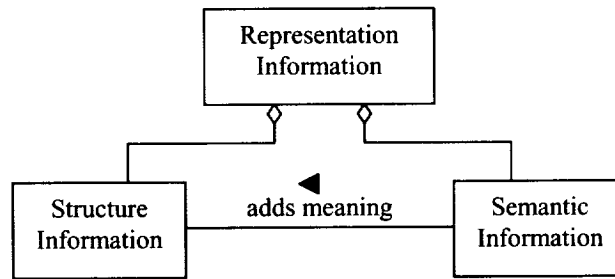 Representation
Information
adds meaning
Structure
Information
Semantic
Information